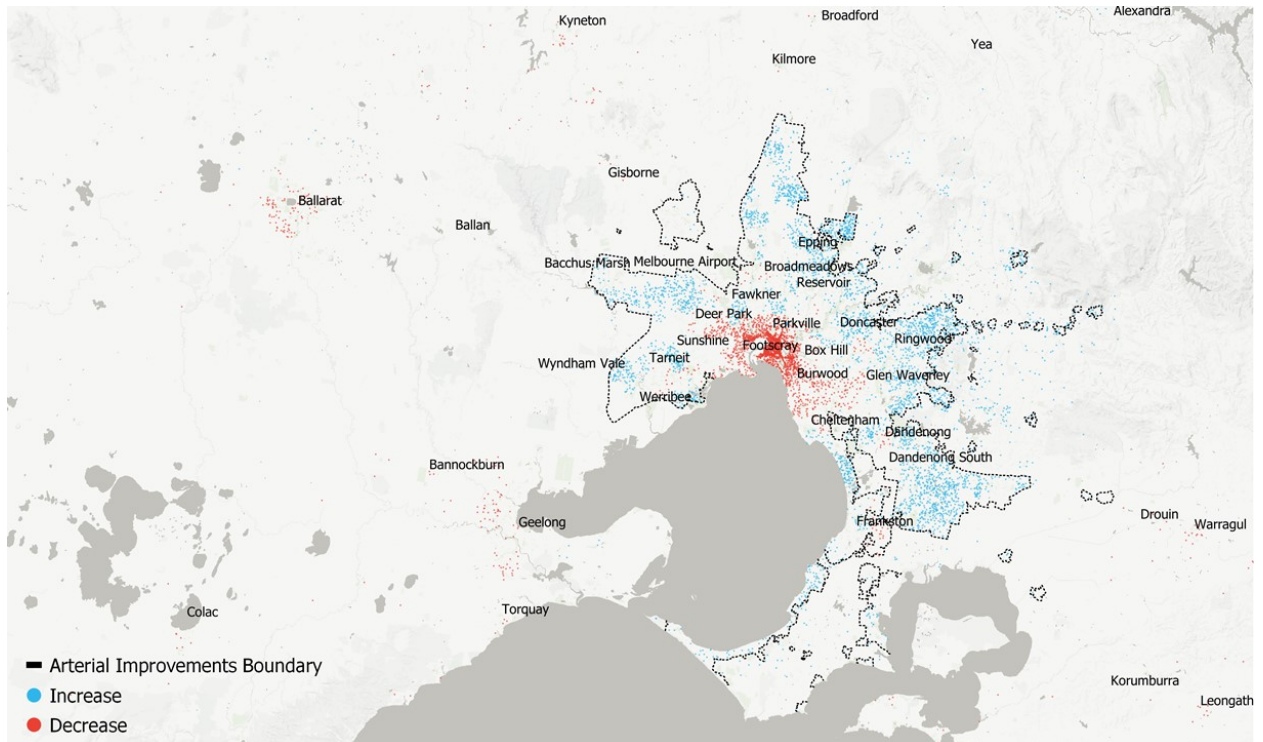 Kyneton
Broadford
Alexandra
Yea
Kilmore
Gisborne
Ballarat
Ballan
Epping
Bacchus Marsh
Melbourne Airport
Broadmeadows
Reservoir
Fawkner
Deer Park
Parkville
Doncaster
Sunshine
Footscray
Box Hill
Ringwood
Wyndham Vale
Tarneit
Burwood
Glen Waverley
Werribee
Cheltenham
Dandenong
Dandenong South
Bannockburn
Geelong
Frankston
Drouin
Warragul
Colac
Torquay
Korumburra
Leongath
Arterial Improvements Boundary
Increase
Decrease